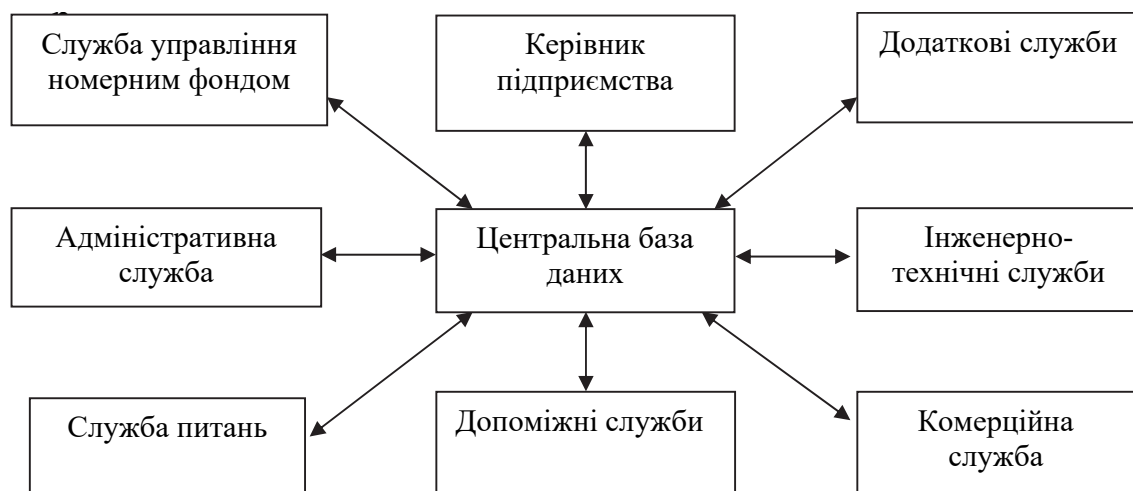 Служба управління
номерним фондом
Керівник
підприємства
Додаткові служби
Адміністративна
служба
Центральна база
даних
Інженерно-
технічні служби
Служба питань
Допоміжні служби
Комерційна
служба